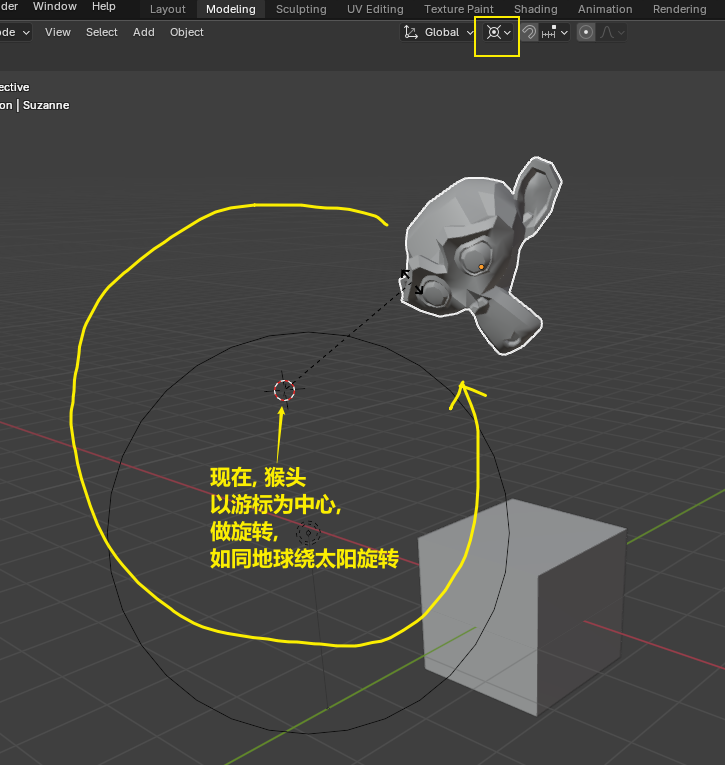 der Window Help Layout Modeling Sculpting UV Editing Texture Paint Shading Animation Rendering
ode View Select Add Object Global
ective
on | Suzanne
现在, 猴头
以游标为中心,
做旋转,
如同地球绕太阳旋转